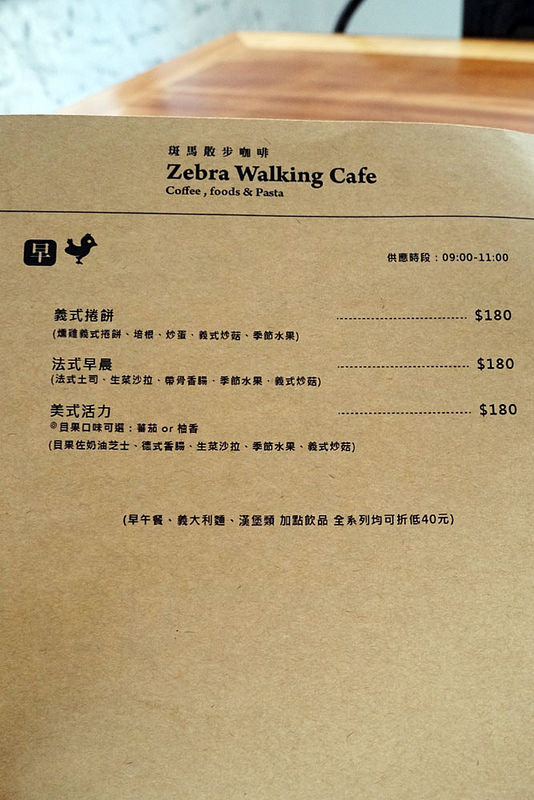 斑馬散步咖啡
Zebra Walking Cafe
Coffee , foods & Pasta
早
供應時段：09:00-11:00
義式捲餅 $180
(燻雞義式捲餅、培根、炒蛋、義式炒菇、季節水果)
法式早晨 $180
(法式土司、生菜沙拉、帶骨香腸、季節水果、義式炒菇)
美式活力 $180
◎貝果口味可選：蕃茄 or 柚香
(貝果佐奶油芝士、德式香腸、生菜沙拉、季節水果、義式炒菇)
(早午餐、義大利麵、漢堡類 加點飲品 全系列均可折低40元)